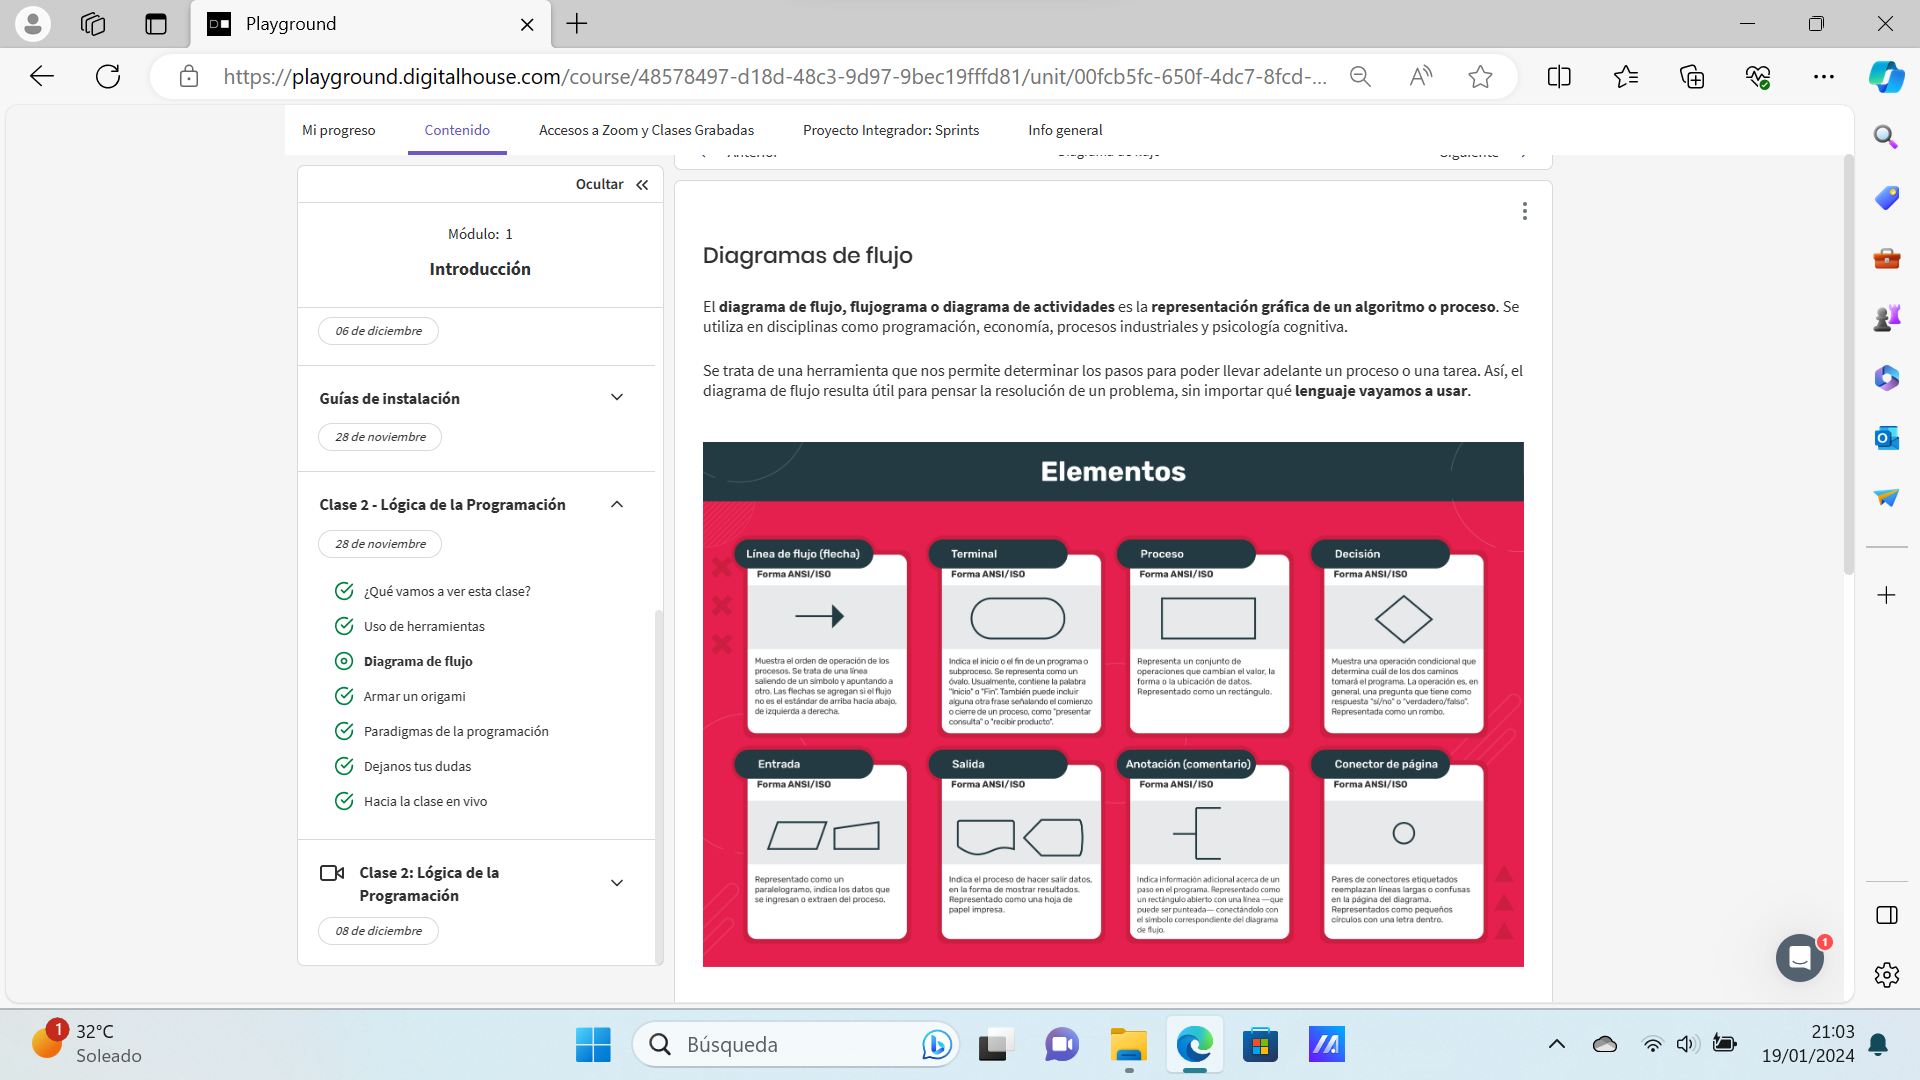 Playground
https://playground.digitalhouse.com/course/48578497-d18d-48c3-9d97-9bec19fffd81/unit/00fcb5fc-650f-4dc7-8fcd-...
Mi progreso
Contenido
Accesos a Zoom y Clases Grabadas
Proyecto Integrador: Sprints
Info general
Ocultar
Módulo: 1
Introducción
06 de diciembre
Guías de instalación
28 de noviembre
Clase 2 - Lógica de la Programación
28 de noviembre
¿Qué vamos a ver esta clase?
Uso de herramientas
Diagrama de flujo
Armar un origami
Paradigmas de la programación
Dejanos tus dudas
Hacia la clase en vivo
Clase 2: Lógica de la
Programación
08 de diciembre
Diagramas de flujo
El diagrama de flujo, flujograma o diagrama de actividades es la representación gráfica de un algoritmo o proceso. Se
utiliza en disciplinas como programación, economía, procesos industriales y psicología cognitiva.
Se trata de una herramienta que nos permite determinar los pasos para poder llevar adelante un proceso o una tarea. Así, el
diagrama de flujo resulta útil para pensar la resolución de un problema, sin importar qué lenguaje vayamos a usar.
Elementos
Línea de flujo (flecha)
Forma ANSI/ISO
Muestra el orden de operación de los
procesos. Se trata de una línea
saliendo de un símbolo y apuntando a
otro. Las flechas se agregan si el flujo
no es el estándar de arriba hacia abajo,
de izquierda a derecha.
Terminal
Forma ANSI/ISO
Indica el inicio o el fin de un programa o
subproceso. Se representa como un
óvalo. Usualmente, contiene la palabra
"Inicio" o "Fin". También puede incluir
alguna otra frase señalando el comienzo
o cierre de un proceso, como "presentar
consulta" o "recibir producto".
Proceso
Forma ANSI/ISO
Representa un conjunto de
operaciones que cambian el valor, la
forma o la ubicación de datos.
Representado como un rectángulo.
Decisión
Forma ANSI/ISO
Muestra una operación condicional que
determina cuál de los dos caminos
tomará el programa. La operación es, en
general, una pregunta que tiene como
respuesta "sí/no" o "verdadero/falso".
Representada como un rombo.
Entrada
Forma ANSI/ISO
Representado como un
paralelogramo, indica los datos que
se ingresan o extraen del proceso.
Salida
Forma ANSI/ISO
Indica el proceso de hacer salir datos,
en la forma de mostrar resultados.
Representado como una hoja de
papel impresa.
Anotación (comentario)
Forma ANSI/ISO
Indica información adicional acerca de un
paso en el programa. Representado como
un rectángulo abierto con una línea —que
puede ser punteada— conectándolo con
el símbolo correspondiente del diagrama
de flujo.
Conector de página
Forma ANSI/ISO
Pares de conectores etiquetados
reemplazan líneas largas o confusas
en la página del diagrama.
Representados como pequeños
círculos con una letra dentro.
1
1
32°C
Soleado
Búsqueda
21:03
19/01/2024